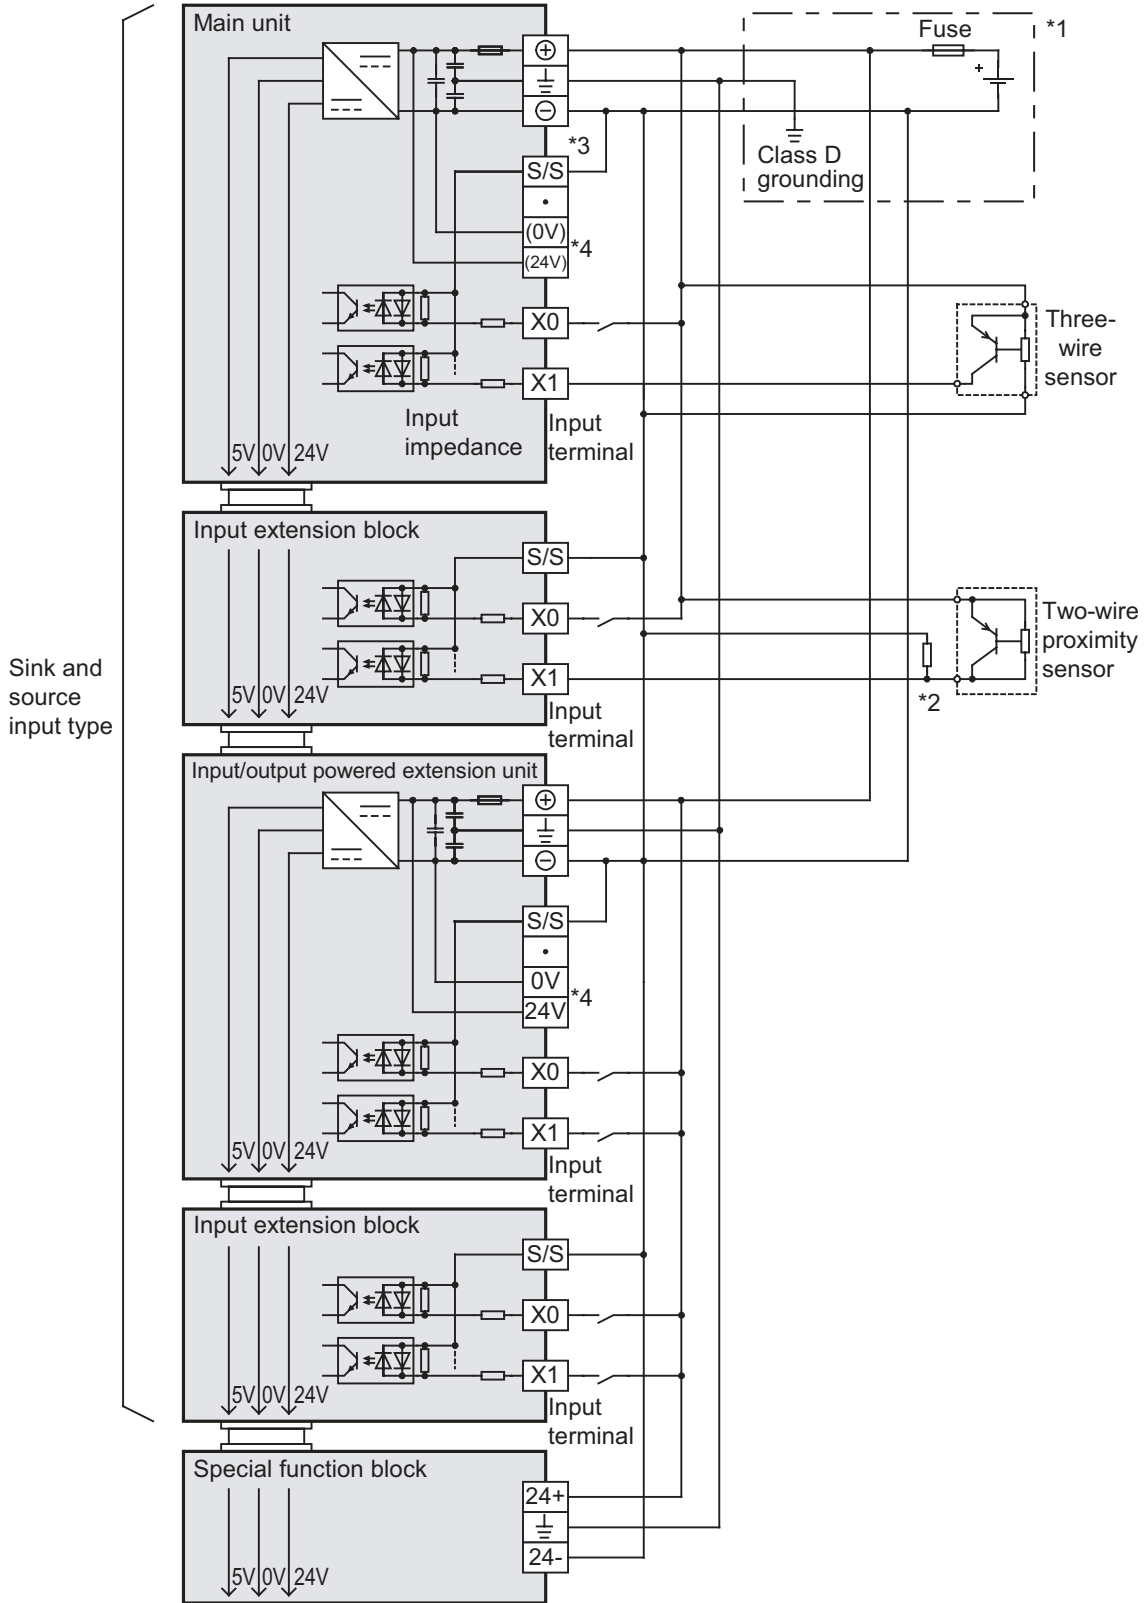 Main unit
Fuse
*1
+
Class D
grounding
*3
S/S
•
(0V)
*4
(24V)
X0
X1
Three-
wire
sensor
Input
impedance
Input
terminal
5V 0V 24V
Input extension block
S/S
X0
X1
Two-wire
proximity
sensor
*2
5V 0V 24V
Input
terminal
Sink and
source
input type
Input/output powered extension unit
S/S
•
0V
*4
24V
X0
X1
5V 0V 24V
Input
terminal
Input extension block
S/S
X0
X1
5V 0V 24V
Input
terminal
Special function block
24+
24-
5V 0V 24V